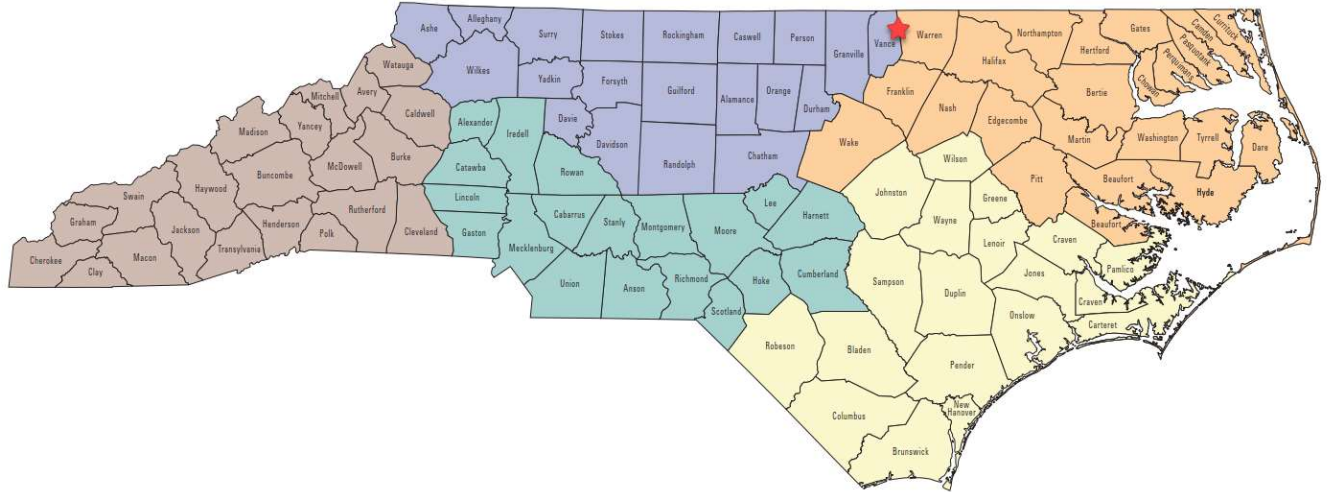 Ashe
Alleghany
Surry
Stokes
Rockingham
Caswell
Person
Granville
Vance
Warren
Northampton
Gates
Camden
Currituck
Pasquotank
Perquimans
Chowan
Hertford
Halifax
Bertie
Watauga
Wilkes
Yadkin
Forsyth
Guilford
Alamance
Orange
Durham
Franklin
Nash
Edgecombe
Martin
Washington
Tyrrell
Dare
Mitchell
Avery
Caldwell
Alexander
Iredell
Davie
Davidson
Randolph
Chatham
Wake
Wilson
Pitt
Beaufort
Hyde
Madison
Yancey
McDowell
Burke
Catawba
Rowan
Johnston
Greene
Swain
Haywood
Buncombe
Rutherford
Lincoln
Cabarrus
Stanly
Montgomery
Moore
Lee
Harnett
Wayne
Lenoir
Craven
Beaufort
Pamlico
Graham
Jackson
Henderson
Polk
Cleveland
Gaston
Mecklenburg
Cherokee
Clay
Macon
Transylvania
Union
Anson
Richmond
Hoke
Cumberland
Sampson
Duplin
Jones
Craven
Carteret
Scotland
Onslow
Robeson
Bladen
Pender
Columbus
New
Hanover
Brunswick